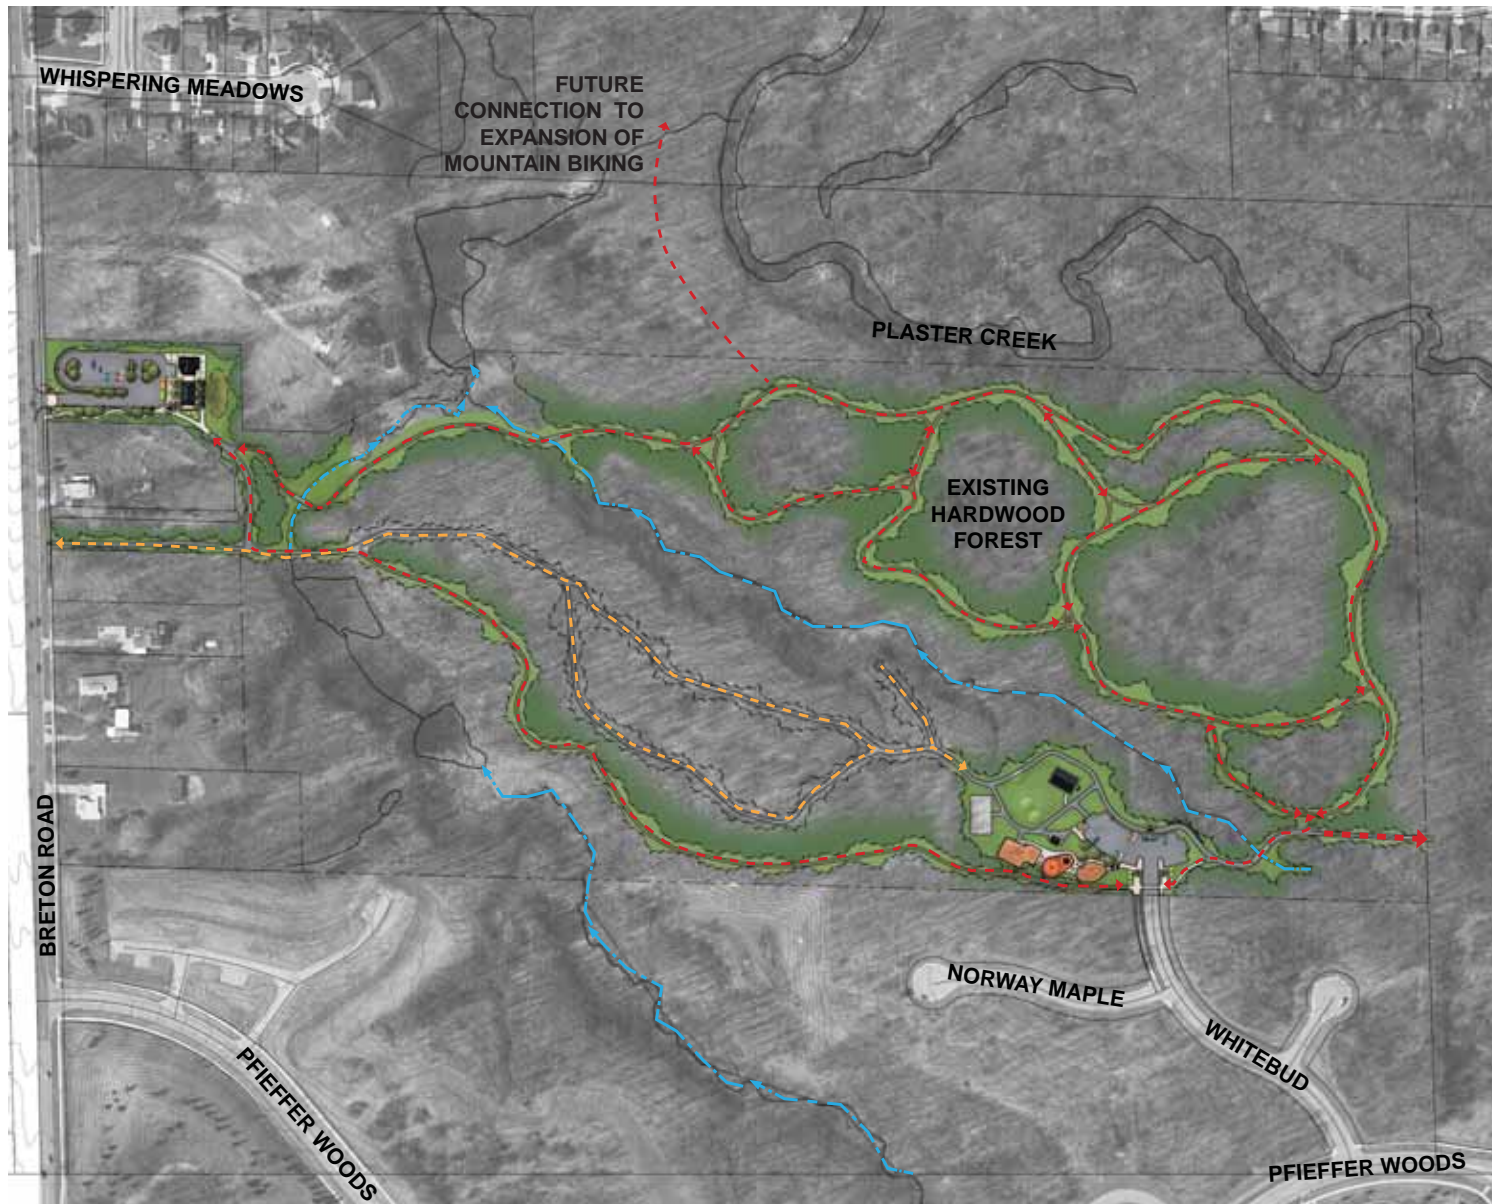 WHISPERING MEADOWS
FUTURE
CONNECTION TO
EXPANSION OF
MOUNTAIN BIKING
PLASTER CREEK
EXISTING
HARDWOOD
FOREST
BRETON ROAD
NORWAY MAPLE
WHITEBUD
PFIEFFER WOODS
PFIEFFER WOODS